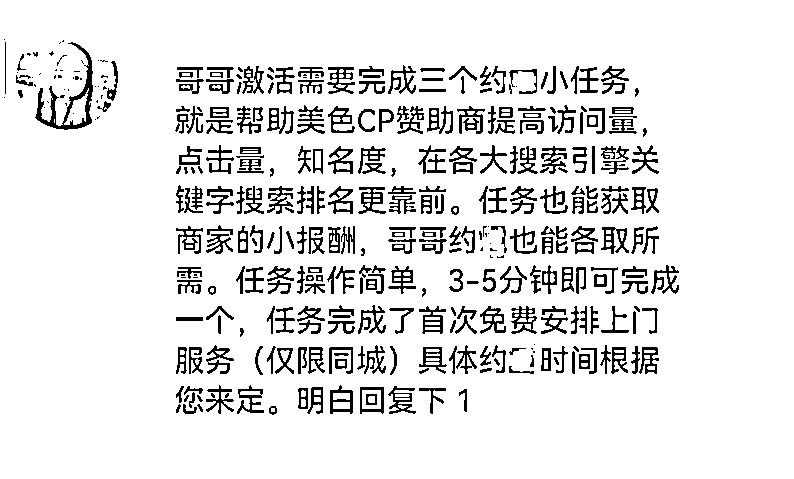 哥哥激活需要完成三个约小任务，
就是帮助美色CP赞助商提高访问量，
点击量，知名度，在各大搜索引擎关
键字搜索排名更靠前。任务也能获取
商家的小报酬，哥哥约也能各取所
需。任务操作简单，3-5分钟即可完成
一个，任务完成了首次免费安排上门
服务（仅限同城）具体约时间根据
您来定。明白回复下 1